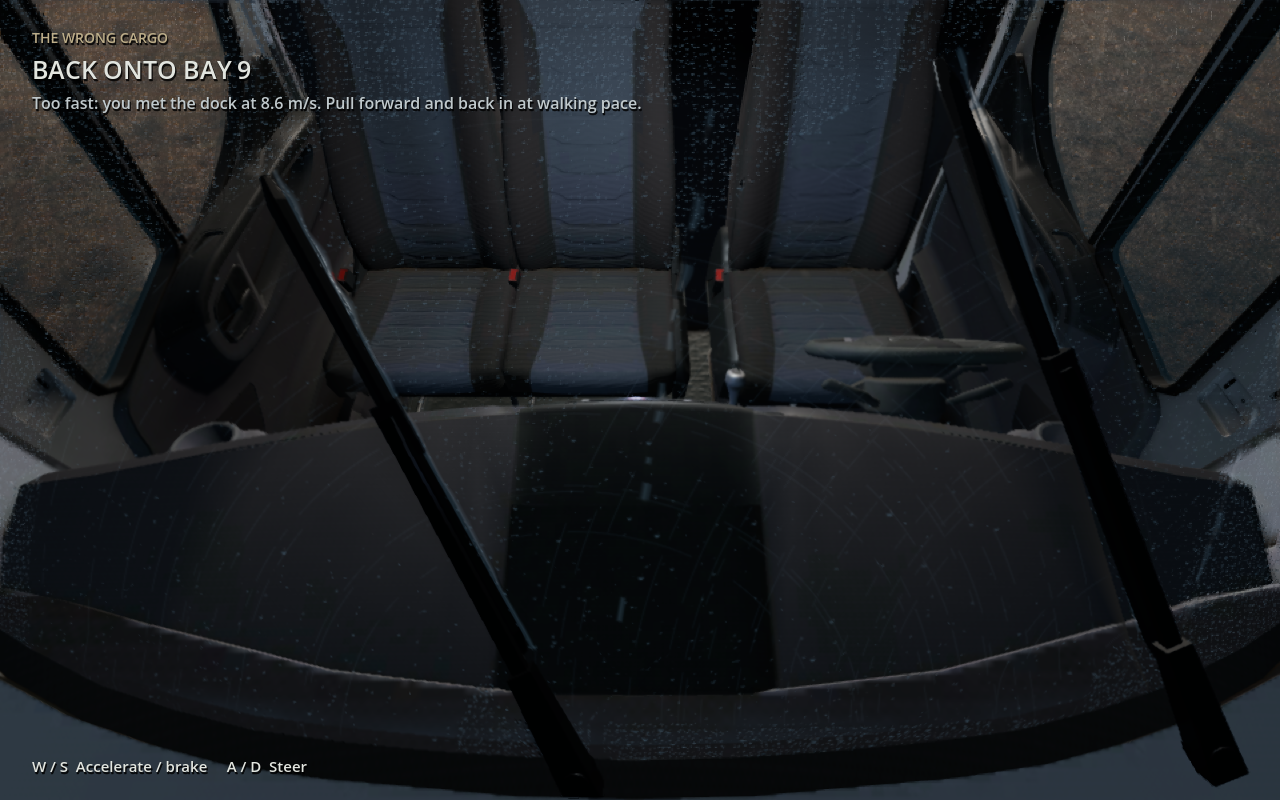 THE WRONG CARGO
BACK ONTO BAY 9
Too fast: you met the dock at 8.6 m/s. Pull forward and back in at walking pace.
W / S  Accelerate / brake  A / D  Steer